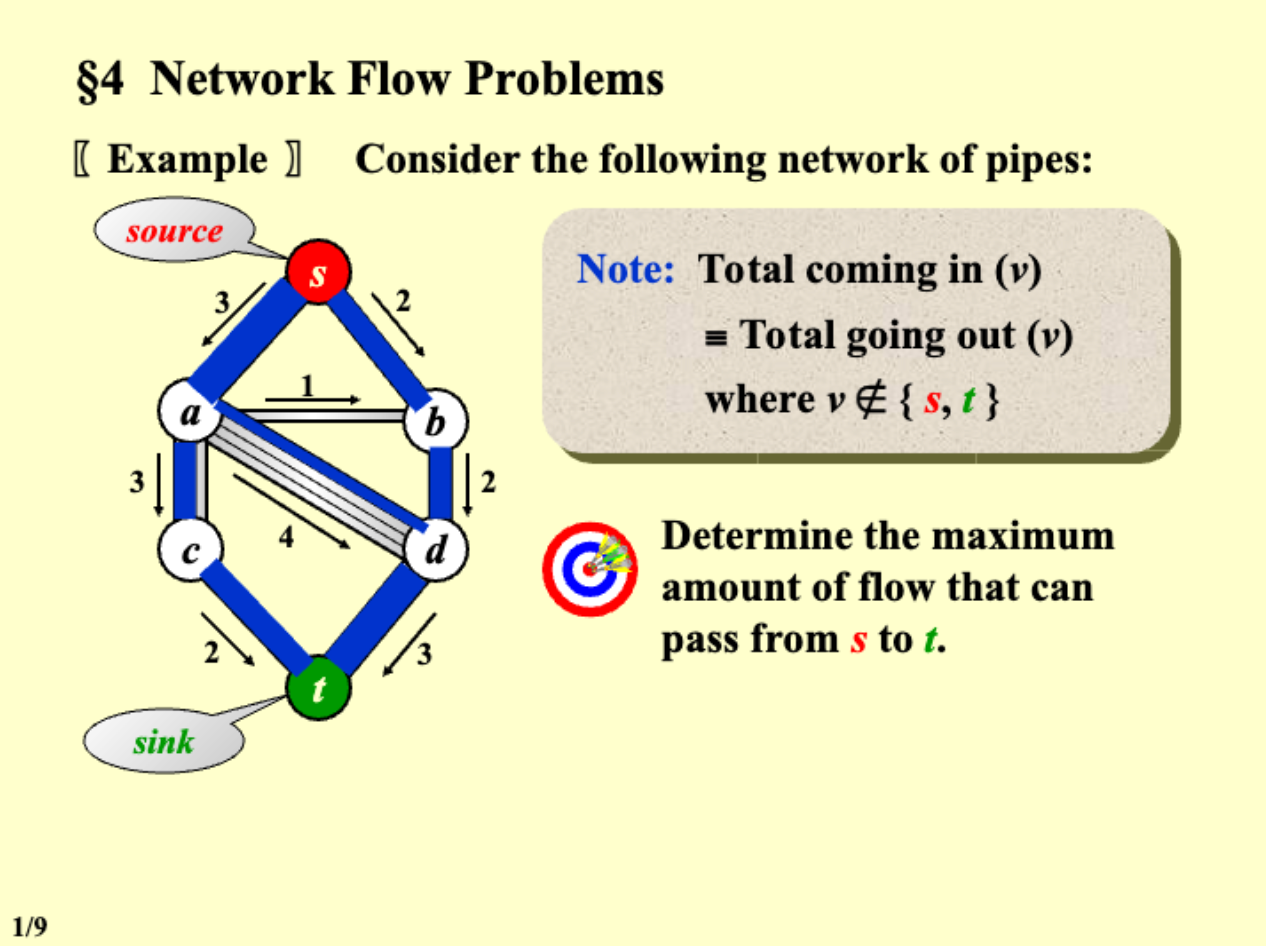 §4 Network Flow Problems
〖 Example 〗 Consider the following network of pipes:
source
s
3
2
Note: Total coming in (v)
≡ Total going out (v)
where v ∉ { s, t }
1
a
b
3
4
2
c
d
Determine the maximum
amount of flow that can
pass from s to t.
2
3
t
sink
1/9